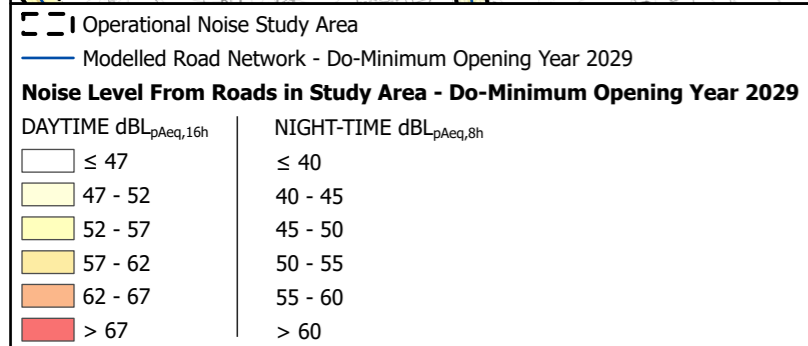 Operational Noise Study Area
Modelled Road Network - Do-Minimum Opening Year 2029
Noise Level From Roads in Study Area - Do-Minimum Opening Year 2029
DAYTIME dBLpAeq,16h NIGHT-TIME dBLpAeq,8h
≤ 47 ≤ 40
47 - 52 40 - 45
52 - 57 45 - 50
57 - 62 50 - 55
62 - 67 55 - 60
> 67 > 60